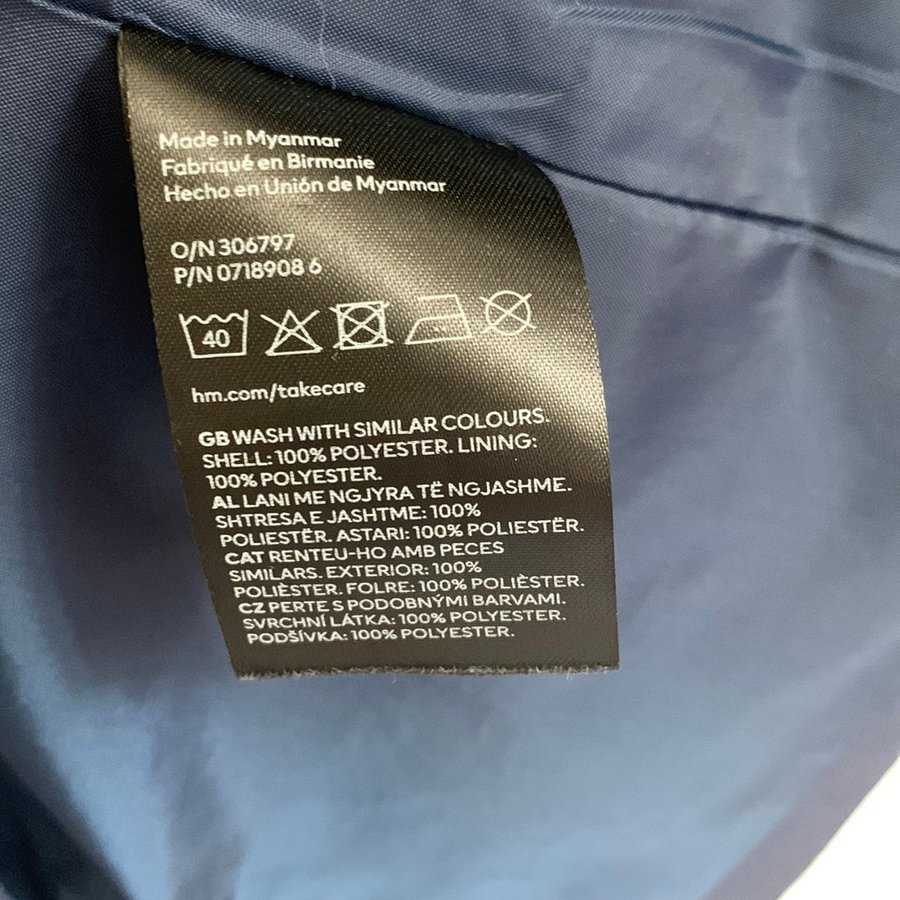 Made in Myanmar
Fabriqué en Birmanie
Hecho en Unión de Myanmar
O/N 306797
P/N 0718908 6
40
hm.com/takecare
GB WASH WITH SIMILAR COLOURS.
SHELL: 100% POLYESTER. LINING:
100% POLYESTER.
AL LANI ME NGJYRA TË NGJASHME.
SHTRESA E JASHTME: 100%
POLIESTËR. ASTARI: 100% POLIESTËR.
CAT RENTEU-HO AMB PECES
SIMILARS. EXTERIOR: 100%
POLIÈSTER. FOLRE: 100% POLIÈSTER.
CZ PERTE S PODOBNÝMI BARVAMI.
SVRCHNÍ LÁTKA: 100% POLYESTER.
PODŠÍVKA: 100% POLYESTER.